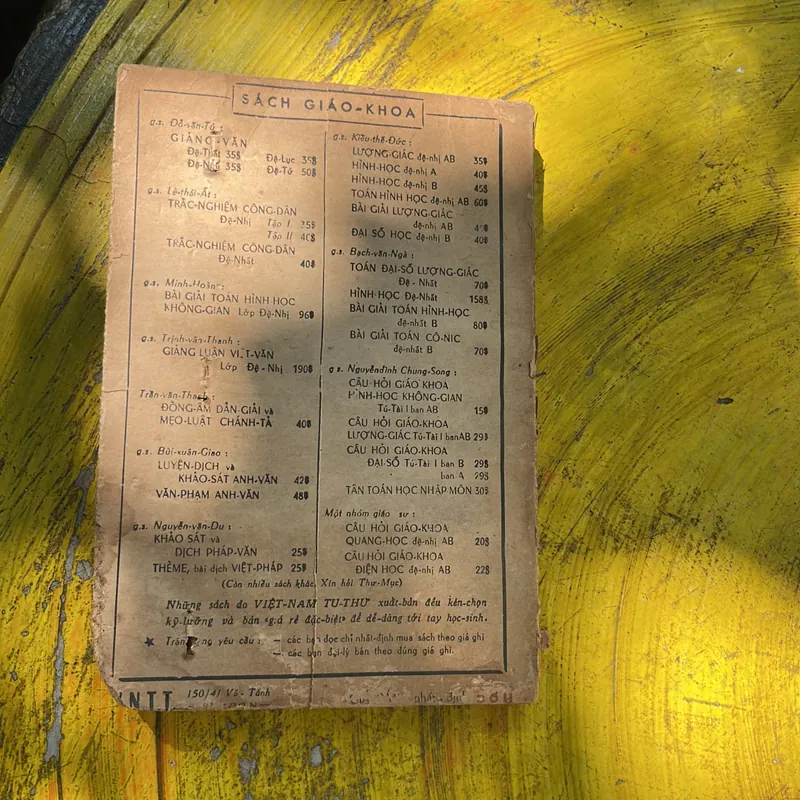 SÁCH GIÁO-KHOA
g.s. Đỗ-văn-Tú :
GIẢNG-VĂN
Đệ-Thất 35$ Đệ-Lục 35$
Đệ-Ngũ 35$ Đệ-Tứ 50$
g.s. Lê-thái-Ất :
TRẮC-NGHIỆM CÔNG-DÂN
Đệ-Nhị Tập I 35$
Tập II 40$
TRẮC-NGHIỆM CÔNG-DÂN
Đệ-Nhất 40$
g.s. Minh-Hoàng :
BÀI GIẢI TOÁN HÌNH HỌC
KHÔNG-GIAN Lớp Đệ-Nhị 96$
g.s. Trịnh-văn-Thanh :
GIẢNG LUẬN VIỆT-VĂN
Lớp Đệ-Nhị 190$
Trần-văn-Thanh :
ĐỒNG-ÂM DẪN-GIẢI và
MẸO-LUẬT CHÁNH-TẢ 40$
g.s. Bùi-xuân-Giao :
LUYỆN-DỊCH và
KHẢO-SÁT ANH-VĂN 42$
VĂN-PHẠM ANH-VĂN 48$
g.s. Nguyễn-văn-Du :
KHẢO SÁT và
DỊCH PHÁP-VĂN 25$
THÈME, bài dịch VIỆT-PHÁP 25$
g.s. Kiều-thế-Đức :
LƯỢNG-GIÁC đệ-nhị AB 35$
HÌNH-HỌC đệ-nhị A 40$
HÌNH-HỌC đệ-nhị B 45$
TOÁN HÌNH HỌC đệ-nhị AB 60$
BÀI GIẢI LƯỢNG-GIÁC
đệ-nhị AB
ĐẠI SỐ HỌC đệ-nhị B 40$
g.s. Bạch-văn-Ngà :
TOÁN ĐẠI-SỐ LƯỢNG-GIÁC
Đệ - Nhất 70$
HÌNH-HỌC Đệ-Nhất 158$
BÀI GIẢI TOÁN HÌNH-HỌC
đệ-nhất B 80$
BÀI GIẢI TOÁN CÔ-NIC
đệ-nhất B 70$
g s. Nguyễnđình Chung-Song :
CÂU HỎI GIÁO KHOA
HÌNH-HỌC KHÔNG-GIAN
Tú-Tài I ban AB 15$
CÂU HỎI GIÁO-KHOA
LƯỢNG-GIÁC Tú-Tài I ban AB 29$
CÂU HỎI GIÁO-KHOA
ĐẠI-SỐ Tú-Tài I ban B 29$
ban A 29$
TÂN TOÁN HỌC NHẬP MÔN 30$
Một nhóm giáo sư :
CÂU HỎI GIÁO-KHOA
QUANG-HỌC đệ-nhị AB 20$
CÂU HỎI GIÁO-KHOA
ĐIỆN HỌC đệ-nhị AB 22$
(Còn nhiều sách khác, Xin hỏi Thư-Mục)
Những sách do VIỆT-NAM TU-THƯ xuất-bản đều kén-chọn
kỹ-lưỡng và bán «giá rẻ đặc-biệt» để dễ-dàng tới tay học-sinh.
★ Trân-trọng yêu cầu : — các bạn đọc chỉ nhất-định mua sách theo giá ghi
— các bạn đại-lý bán theo đúng giá ghi.
VNTT 150/41 Võ - Tánh